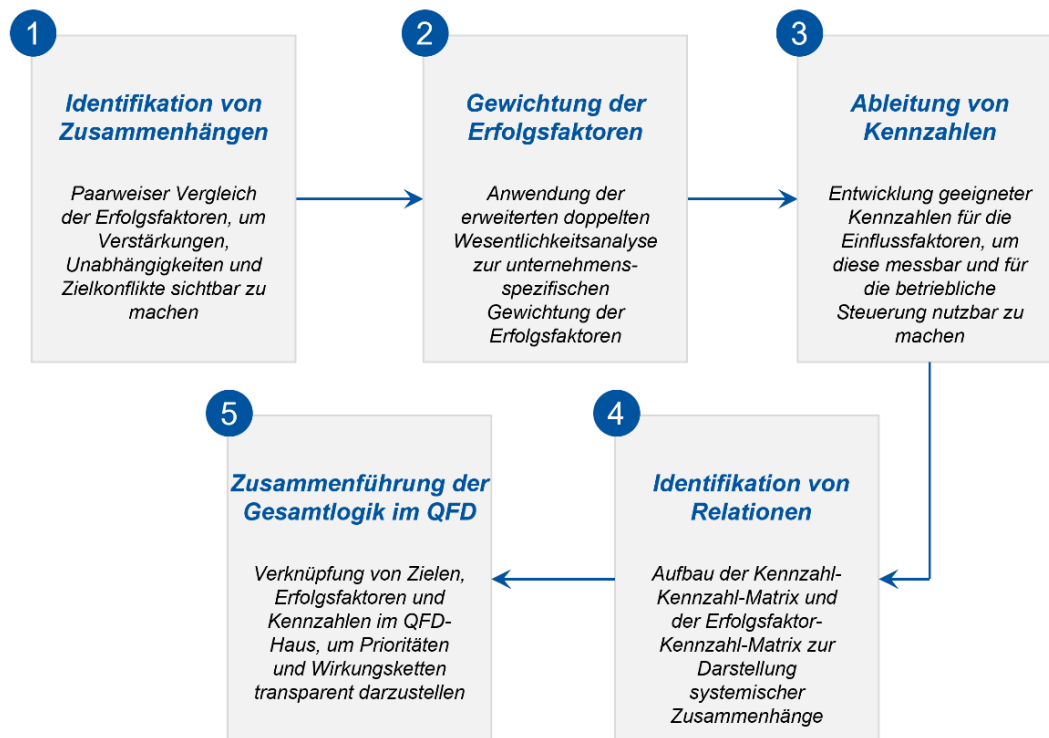 1
Identifikation von
Zusammenhängen
Paarweiser Vergleich
der Erfolgsfaktoren, um
Verstärkungen,
Unabhängigkeiten und
Zielkonflikte sichtbar zu
machen
2
Gewichtung der
Erfolgsfaktoren
Anwendung der
erweiterten doppelten
Wesentlichkeitsanalyse
zur unternehmens-
spezifischen
Gewichtung der
Erfolgsfaktoren
3
Ableitung von
Kennzahlen
Entwicklung geeigneter
Kennzahlen für die
Einflussfaktoren, um
diese messbar und für
die betriebliche
Steuerung nutzbar zu
machen
4
Identifikation von
Relationen
Aufbau der Kennzahl-
Kennzahl-Matrix und
der Erfolgsfaktor-
Kennzahl-Matrix zur
Darstellung
systemischer
Zusammenhänge
5
Zusammenführung der
Gesamtlogik im QFD
Verknüpfung von Zielen,
Erfolgsfaktoren und
Kennzahlen im QFD-
Haus, um Prioritäten
und Wirkungsketten
transparent darzustellen